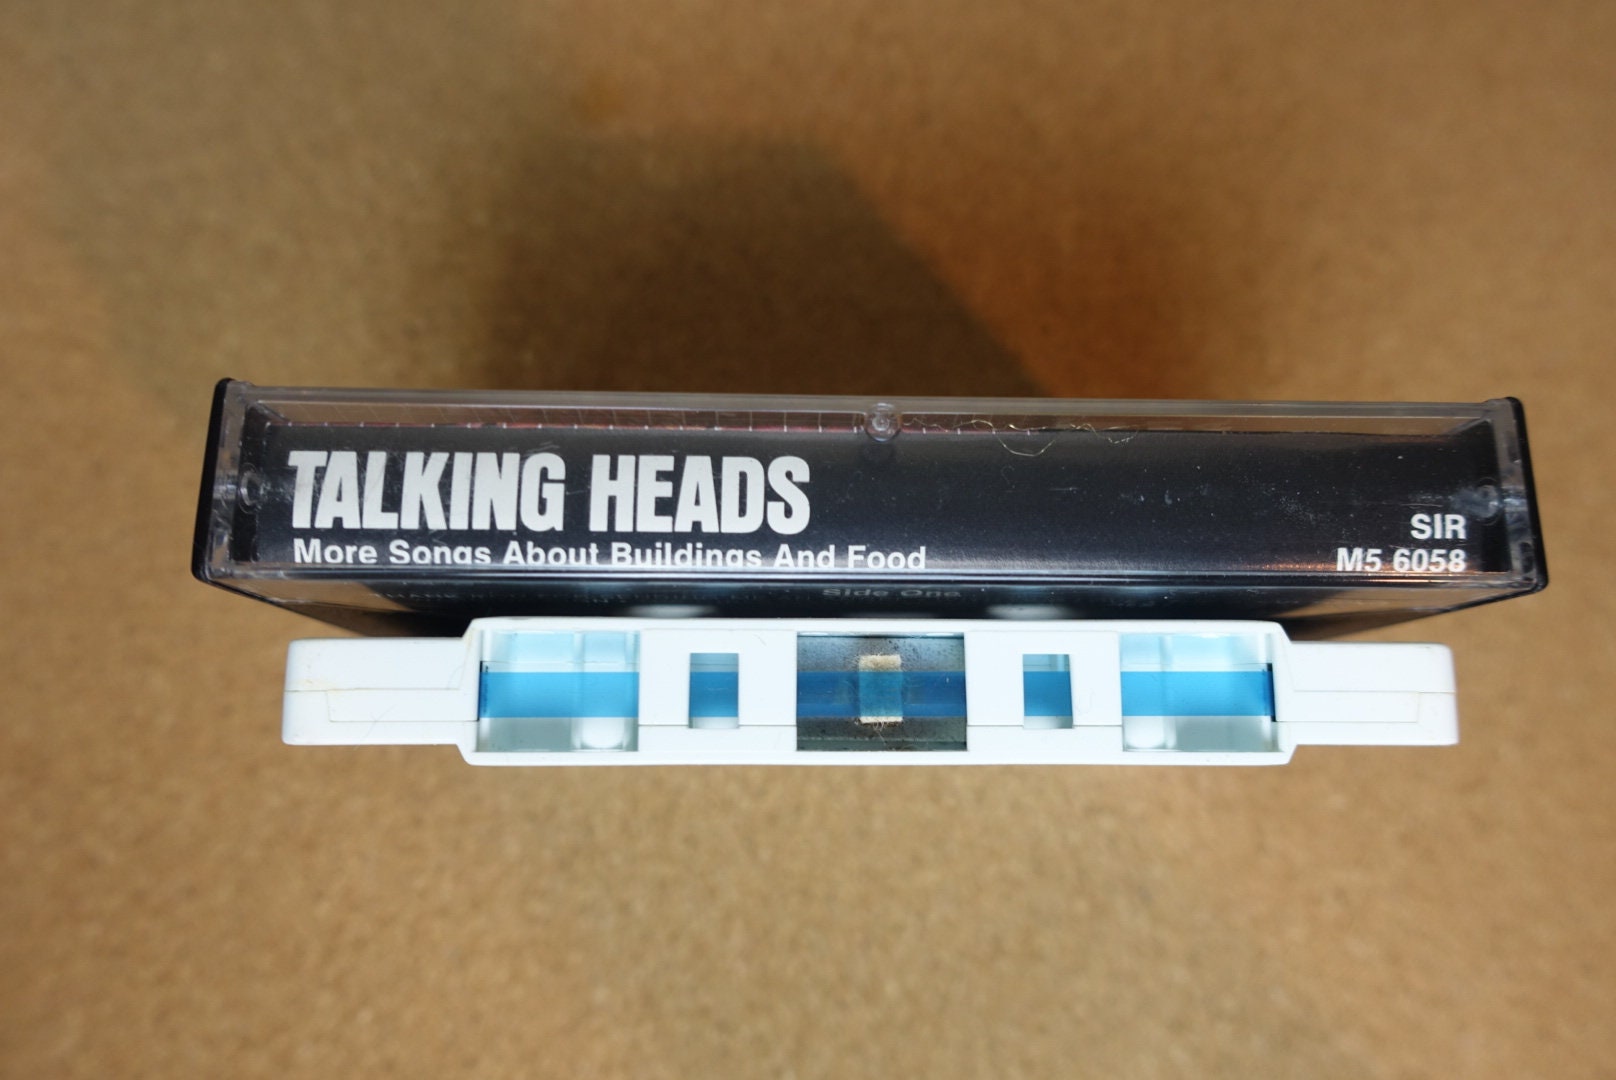 TALKING HEADS
More Songs About Buildings And Food
SIR
M5 6058
Side One